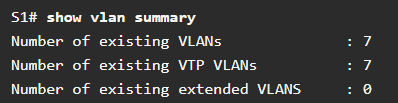 S1# show vlan summary
Number of existing VLANs : 7
Number of existing VTP VLANs : 7
Number of existing extended VLANS : 0